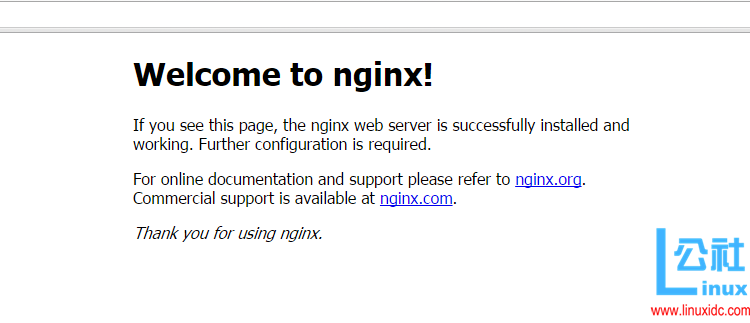 Welcome to nginx!
If you see this page, the nginx web server is successfully installed and
working. Further configuration is required.
For online documentation and support please refer to nginx.org.
Commercial support is available at nginx.com.
Thank you for using nginx.
公社
Linux
www.linuxidc.com